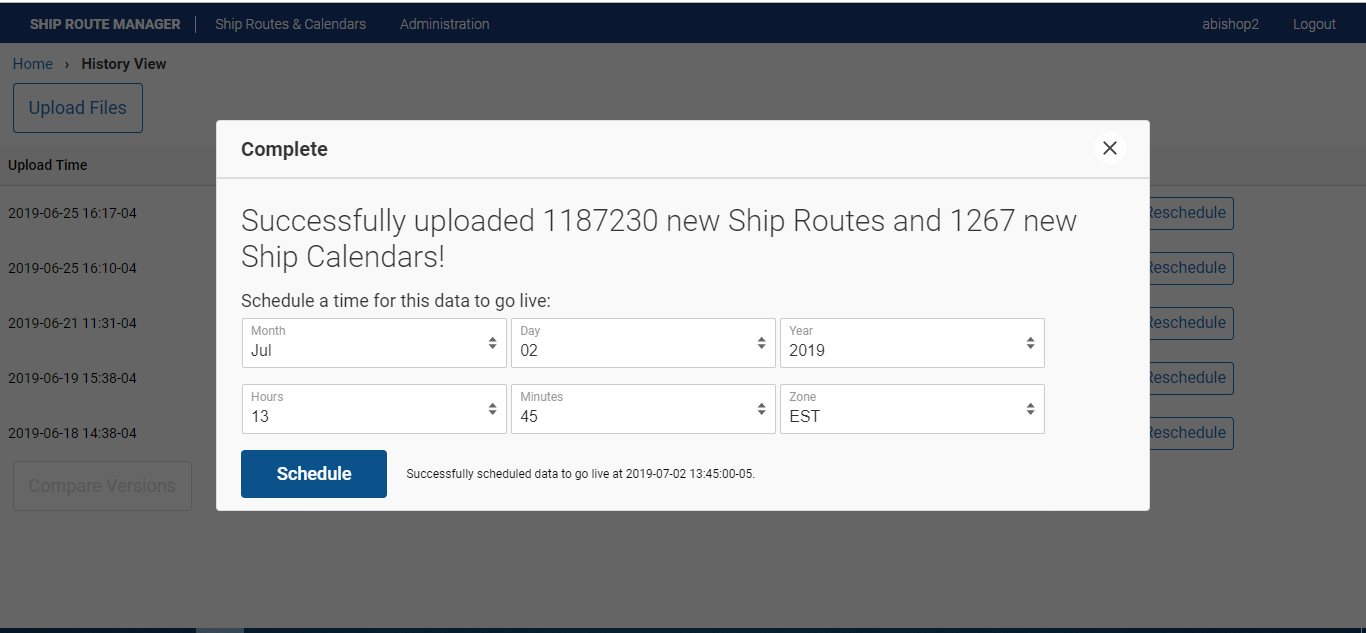 SHIP ROUTE MANAGER Ship Routes & Calendars Administration abishop2 Logout
Home › History View
Upload Files
Complete
Upload Time
Successfully uploaded 1187230 new Ship Routes and 1267 new
Ship Calendars!
2019-06-25 16:17-04 Reschedule
2019-06-25 16:10-04 Reschedule
Schedule a time for this data to go live:
Month Day Year
Jul 02 2019
2019-06-21 11:31-04 Reschedule
2019-06-19 15:38-04 Reschedule
Hours Minutes Zone
13 45 EST
2019-06-18 14:38-04 Reschedule
Schedule Successfully scheduled data to go live at 2019-07-02 13:45:00-05.
Compare Versions